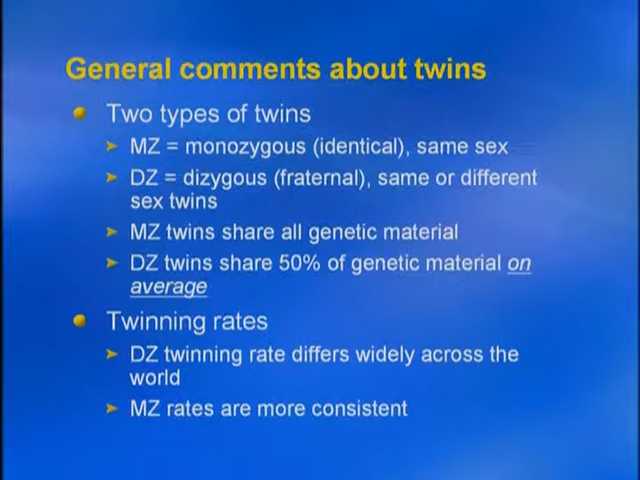 General comments about twins
Two types of twins
MZ = monozygous (identical), same sex
DZ = dizygous (fraternal), same or different
sex twins
MZ twins share all genetic material
DZ twins share 50% of genetic material on
average
Twinning rates
DZ twinning rate differs widely across the
world
MZ rates are more consistent